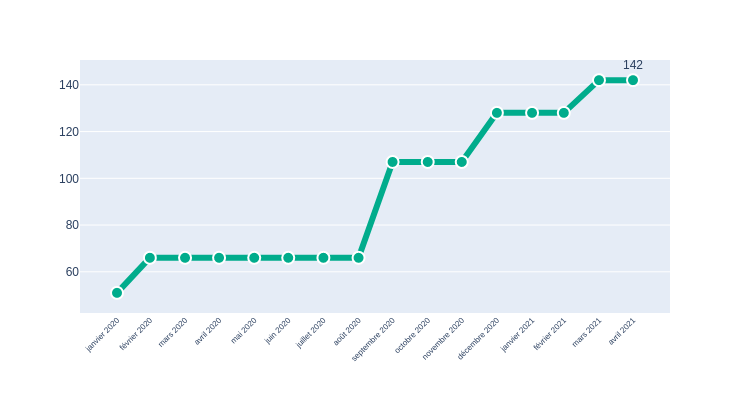 142
140
120
100
80
60
janvier 2020
février 2020
mars 2020
avril 2020
mai 2020
juin 2020
juillet 2020
août 2020
septembre 2020
octobre 2020
novembre 2020
décembre 2020
janvier 2021
février 2021
mars 2021
avril 2021